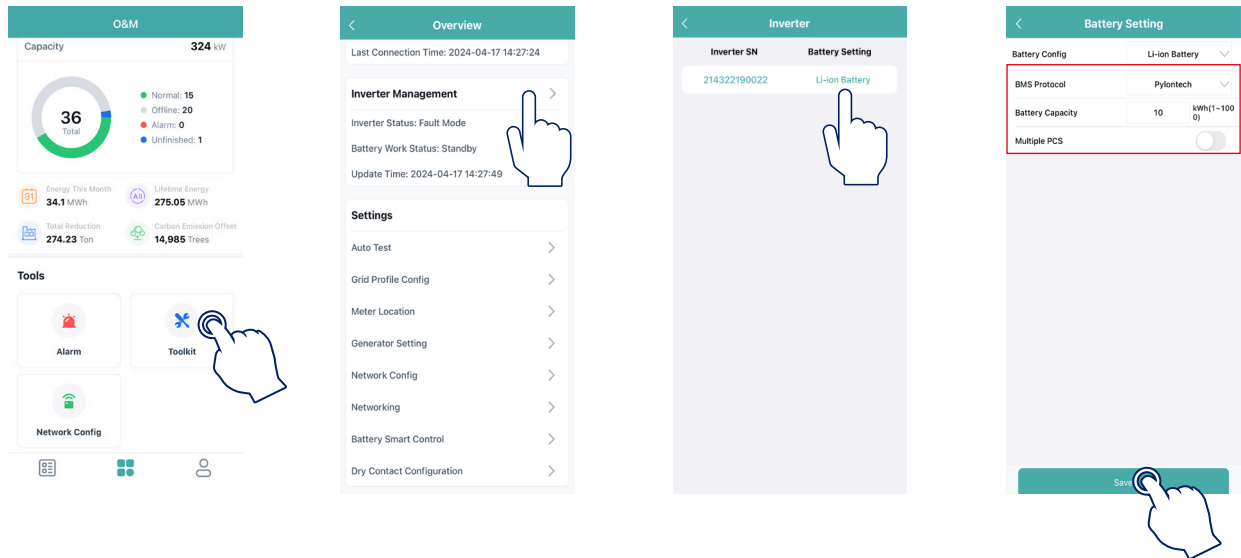 O&M
Capacity 324 kW
36
Total
Normal: 15
Offline: 20
Alarm: 0
Unfinished: 1
31 Energy This Month
34.1 MWh
All Lifetime Energy
275.05 MWh
Total Reduction
274.23 Ton
Carbon Emission Offset
14,985 Trees
Tools
Alarm
Toolkit
Network Config
Overview
Last Connection Time: 2024-04-17 14:27:24
Inverter Management
Inverter Status: Fault Mode
Battery Work Status: Standby
Update Time: 2024-04-17 14:27:49
Settings
Auto Test
Grid Profile Config
Meter Location
Generator Setting
Network Config
Networking
Battery Smart Control
Dry Contact Configuration
Inverter
Inverter SN Battery Setting
214322190022 Li-ion Battery
Battery Setting
Battery Config Li-ion Battery
BMS Protocol Pylontech
Battery Capacity 10 kWh(1~100
0)
Multiple PCS
Save